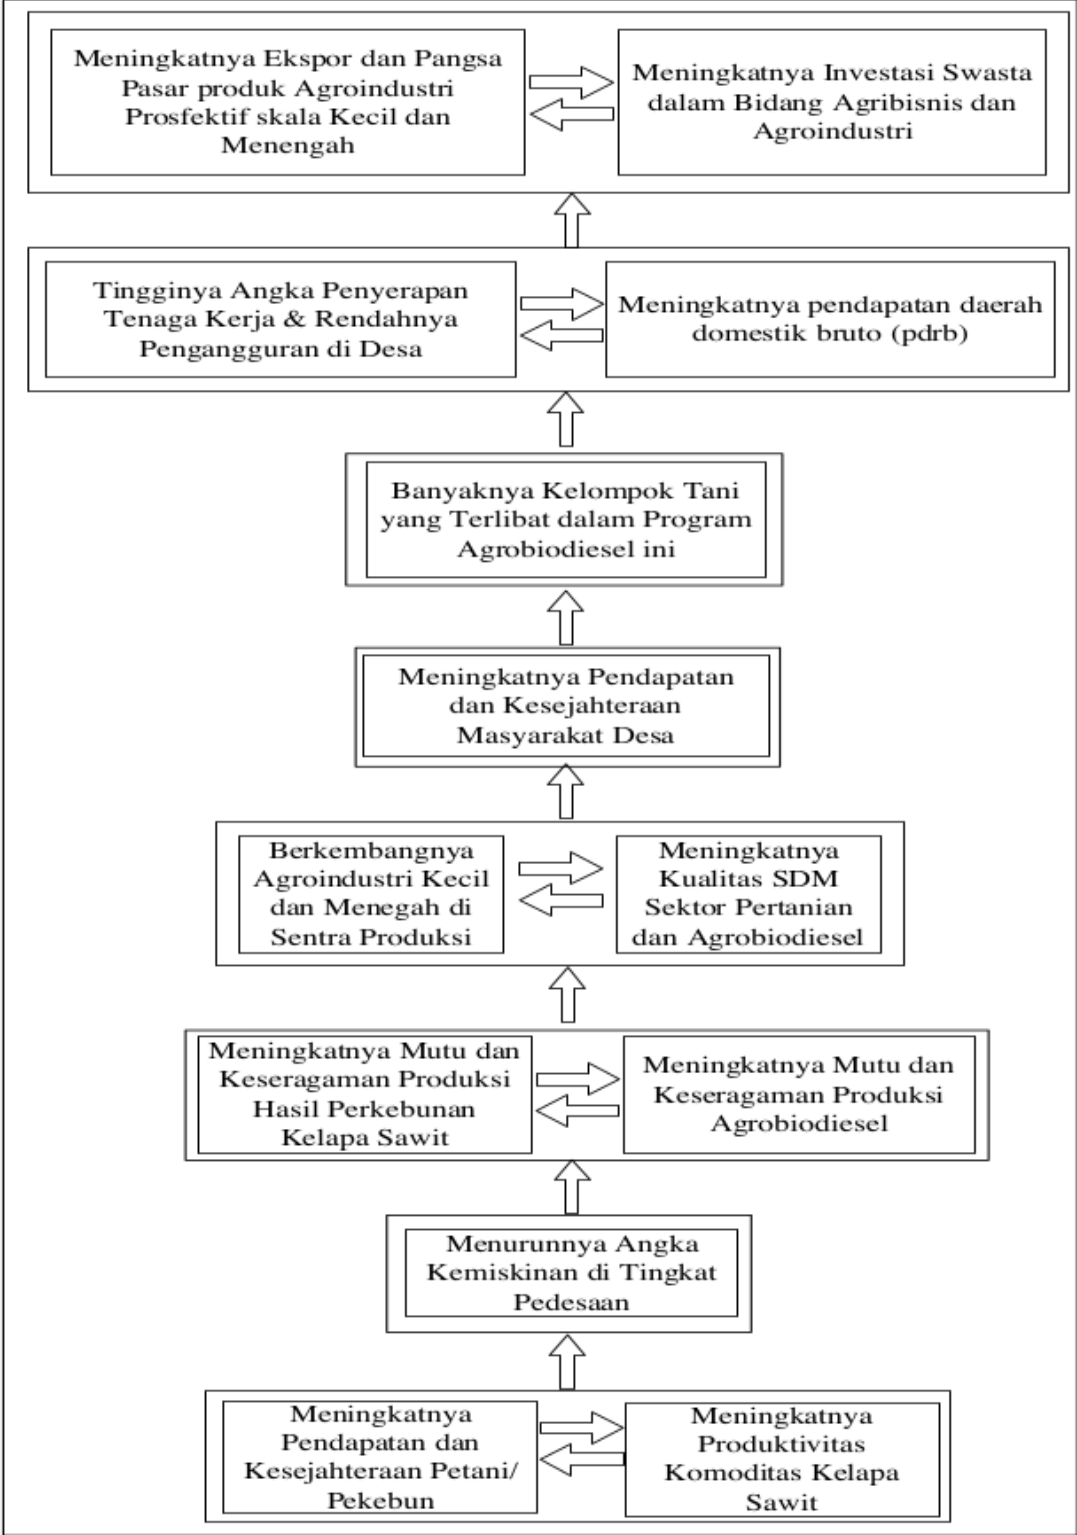 Meningkatnya Ekspor dan Pangsa
Pasar produk Agroindustri
Prosfektif skala Kecil dan
Menengah
Meningkatnya Investasi Swasta
dalam Bidang Agribisnis dan
Agroindustri
Tingginya Angka Penyerapan
Tenaga Kerja & Rendahnya
Pengangguran di Desa
Meningkatnya pendapatan daerah
domestik bruto (pdrb)
Banyaknya Kelompok Tani
yang Terlibat dalam Program
Agrobiodiesel ini
Meningkatnya Pendapatan
dan Kesejahteraan
Masyarakat Desa
Berkembangnya
Agroindustri Kecil
dan Menegah di
Sentra Produksi
Meningkatnya
Kualitas SDM
Sektor Pertanian
dan Agrobiodiesel
Meningkatnya Mutu dan
Keseragaman Produksi
Hasil Perkebunan
Kelapa Sawit
Meningkatnya Mutu dan
Keseragaman Produksi
Agrobiodiesel
Menurunnya Angka
Kemiskinan di Tingkat
Pedesaan
Meningkatnya
Pendapatan dan
Kesejahteraan Petani/
Pekebun
Meningkatnya
Produktivitas
Komoditas Kelapa
Sawit